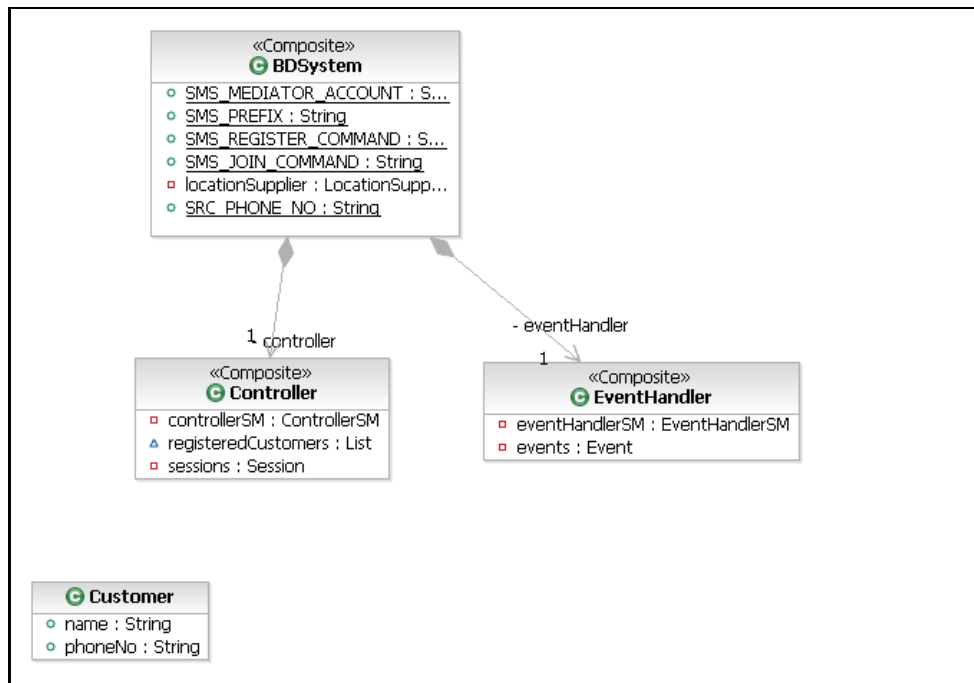 «Composite»
BDSystem
SMS_MEDIATOR_ACCOUNT : S...
SMS_PREFIX : String
SMS_REGISTER_COMMAND : S...
SMS_JOIN_COMMAND : String
locationSupplier : LocationSupp...
SRC_PHONE_NO : String
- eventHandler
1
1
- controller
«Composite»
C Controller
controllerSM : ControllerSM
registeredCustomers : List
sessions : Session
«Composite»
C EventHandler
eventHandlerSM : EventHandlerSM
events : Event
C Customer
name : String
phoneNo : String